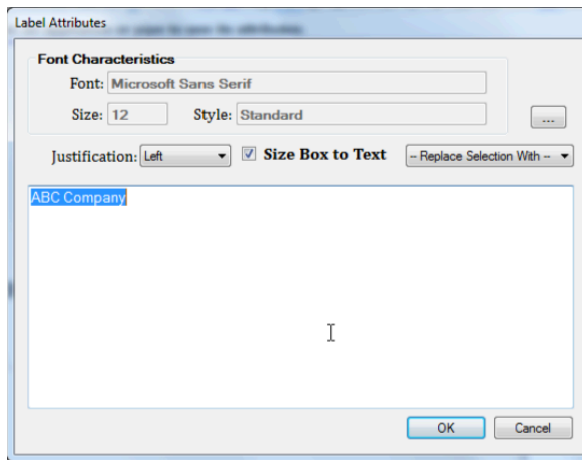 Label Attributes
Font Characteristics
Font: Microsoft Sans Serif
Size: 12 Style: Standard
...
Justification: Left Size Box to Text -- Replace Selection With --
ABC Company
OK Cancel